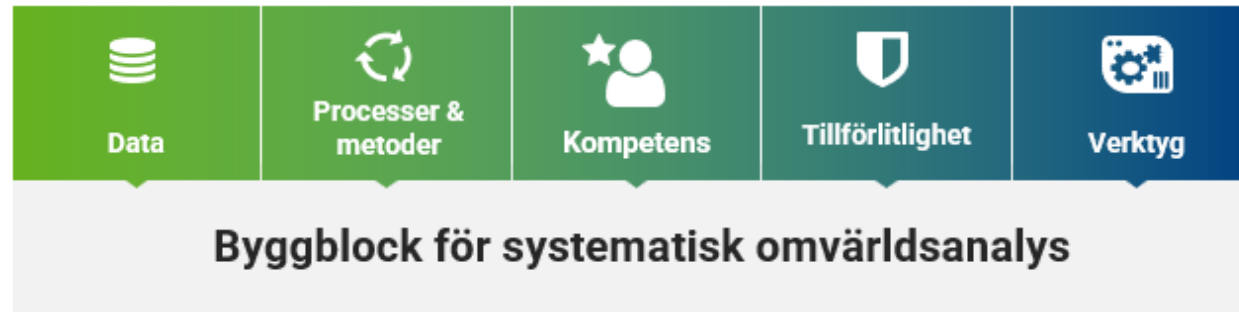 Data
Processer &
metoder
Kompetens
Tillförlitlighet
Verktyg
Byggblock för systematisk omvärldsanalys